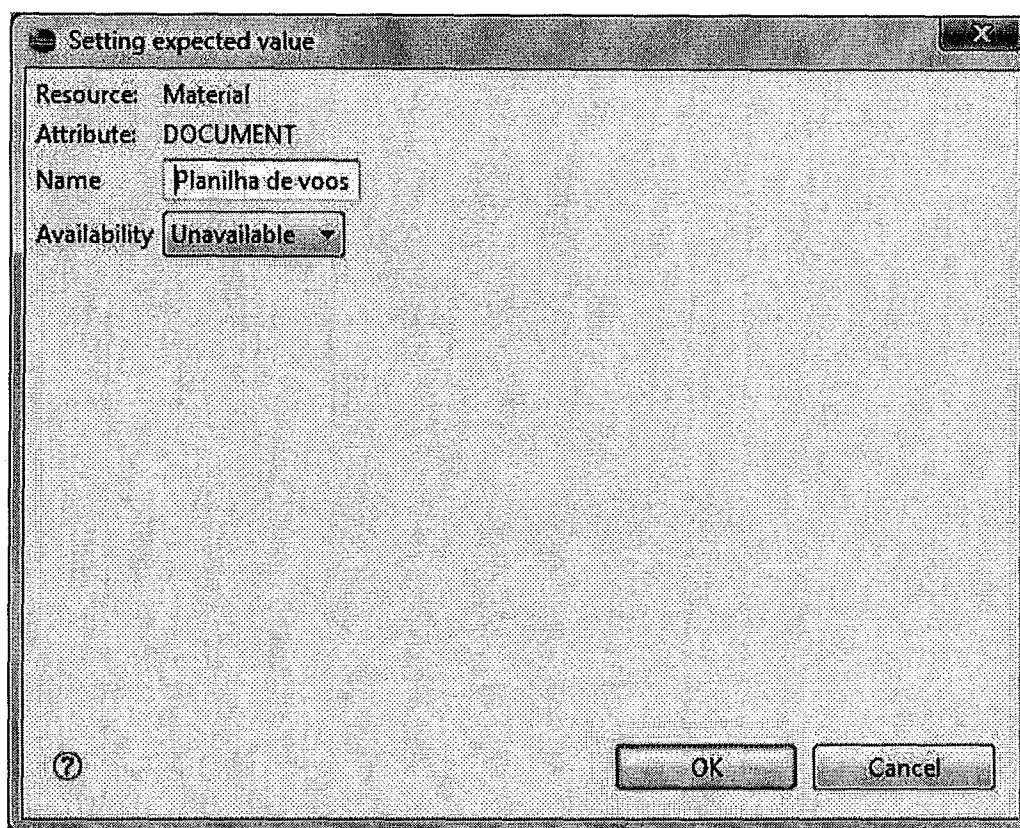 Setting expected value
Resource: Material
Attribute: DOCUMENT
Name Planilha de voos
Availability Unavailable
OK Cancel